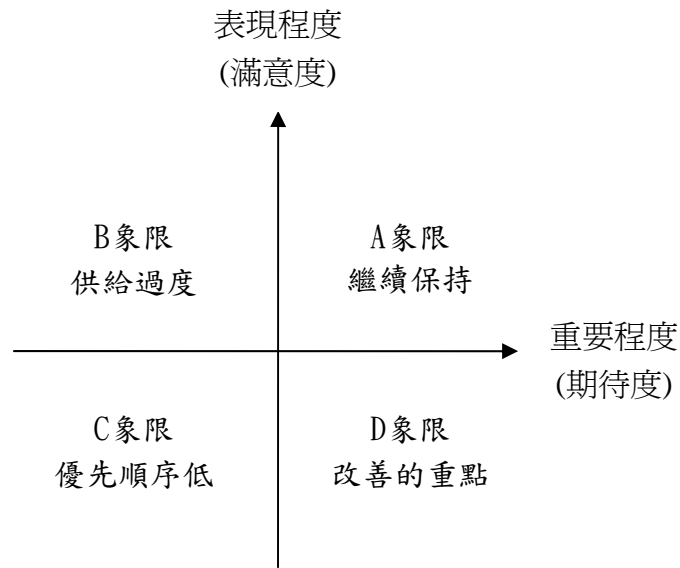 表現程度
(滿意度)
B象限
供給過度
A象限
繼續保持
重要程度
(期待度)
C象限
優先順序低
D象限
改善的重點